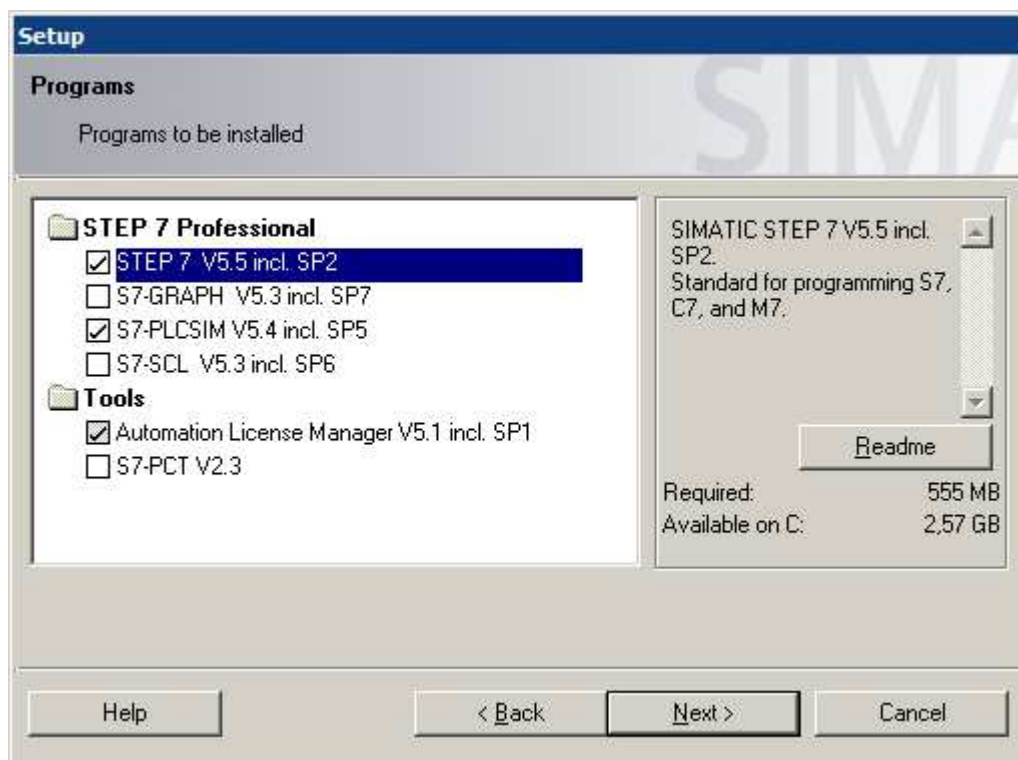 Setup
Programs
Programs to be installed
SIMA
STEP 7 Professional
STEP 7 V5.5 incl. SP2
S7-GRAPH V5.3 incl. SP7
S7-PLCSIM V5.4 incl. SP5
S7-SCL V5.3 incl. SP6
Tools
Automation License Manager V5.1 incl. SP1
S7-PCT V2.3
SIMATIC STEP 7 V5.5 incl.
SP2.
Standard for programming S7,
C7, and M7.
Readme
Required: 555 MB
Available on C: 2,57 GB
Help
< Back
Next >
Cancel